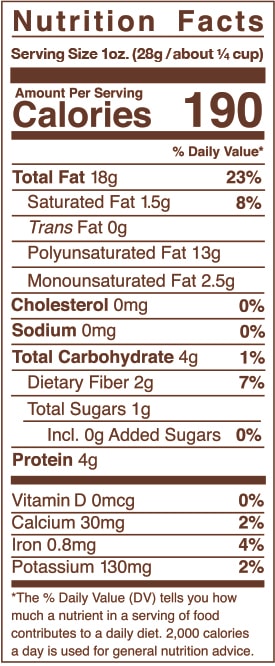 Nutrition Facts
Serving Size 1oz. (28g / about ¼ cup)
Amount Per Serving
Calories 190
% Daily Value*
Total Fat 18g 23%
Saturated Fat 1.5g 8%
Trans Fat 0g
Polyunsaturated Fat 13g
Monounsaturated Fat 2.5g
Cholesterol 0mg 0%
Sodium 0mg 0%
Total Carbohydrate 4g 1%
Dietary Fiber 2g 7%
Total Sugars 1g
Incl. 0g Added Sugars 0%
Protein 4g
Vitamin D 0mcg 0%
Calcium 30mg 2%
Iron 0.8mg 4%
Potassium 130mg 2%
*The % Daily Value (DV) tells you how
much a nutrient in a serving of food
contributes to a daily diet. 2,000 calories
a day is used for general nutrition advice.